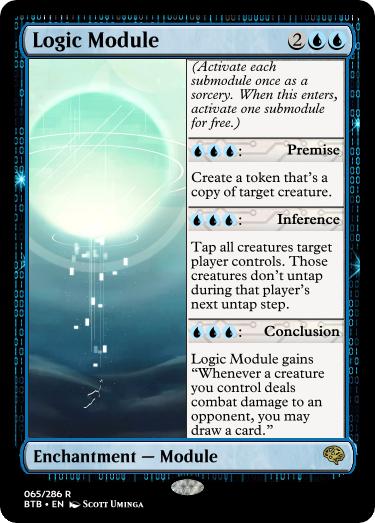 Logic Module 2
(Activate each
submodule once as a
sorcery. When this enters,
activate one submodule
for free.)
: Premise
Create a token that's a
copy of target creature.
: Inference
Tap all creatures target
player controls. Those
creatures don't untap
during that player's
next untap step.
: Conclusion
Logic Module gains
“Whenever a creature
you control deals
combat damage to an
opponent, you may
draw a card.”
Enchantment — Module
065/286 R
BTB • EN Scott Uminga